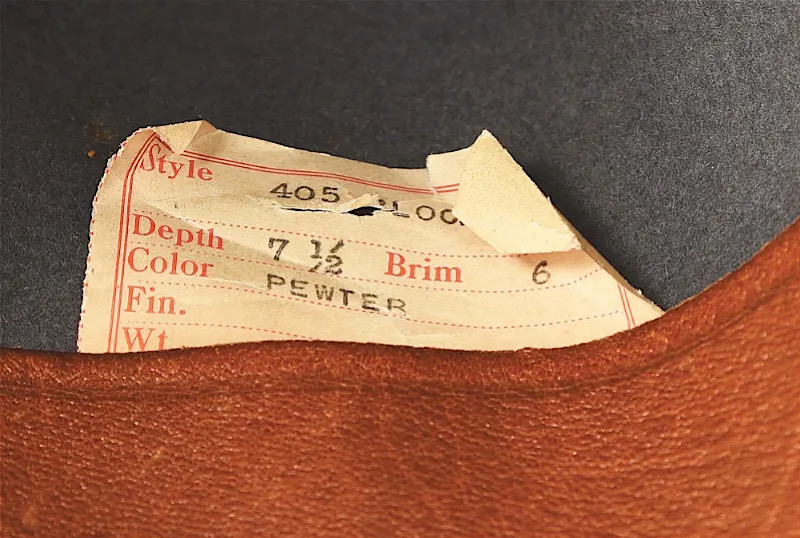 Style 405
Depth 7 1/2 Brim 6
Color PEWTER
Fin.
Wt